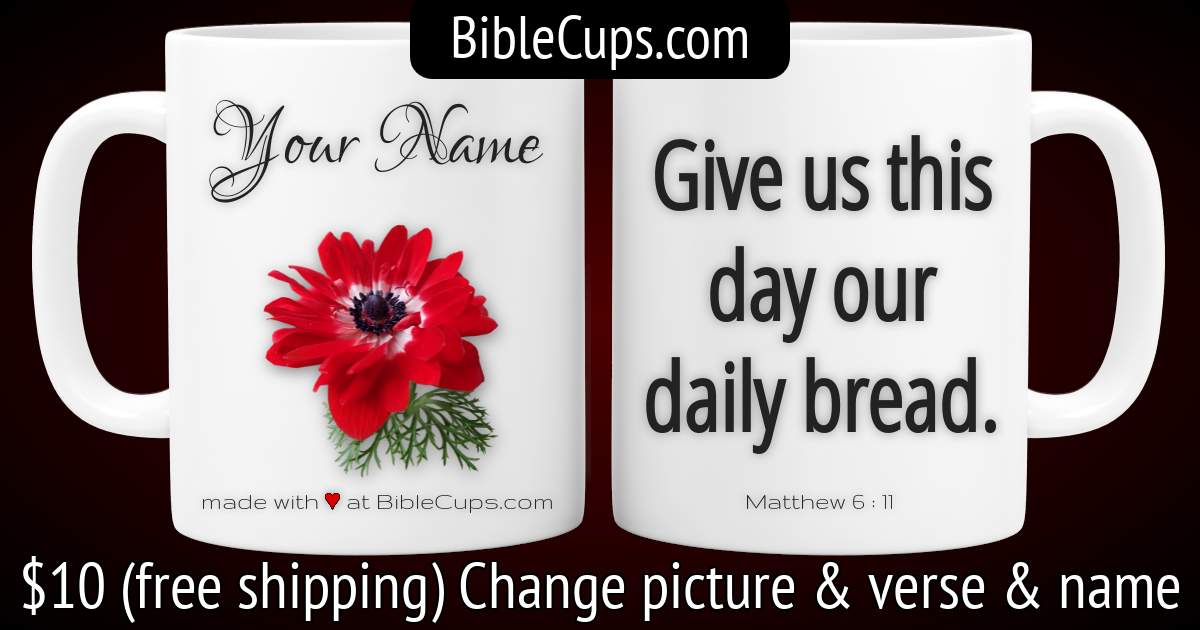 BibleCups.com
Your Name
made with ♥ at BibleCups.com
Give us this
day our
daily bread.
Matthew 6 : 11
$10 (free shipping) Change picture & verse & name